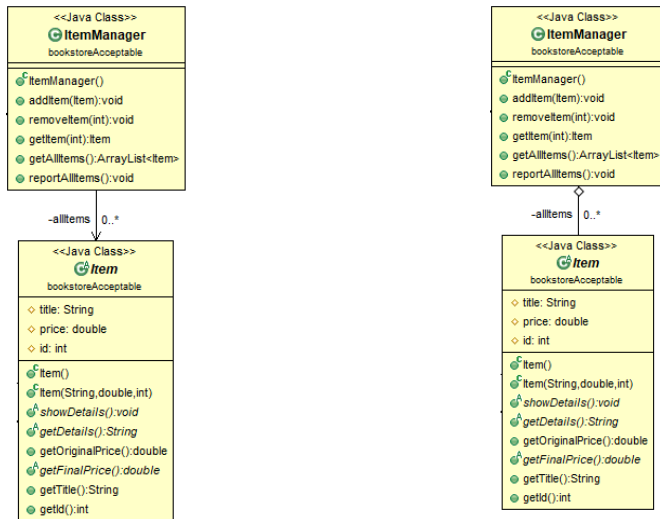 <<Java Class>>
ItemManager
bookstoreAcceptable
ItemManager()
addItem(Item):void
removeItem(int):void
getItem(int):Item
getAllItems():ArrayList<Item>
reportAllItems():void
-allItems 0..*
<<Java Class>>
Item
bookstoreAcceptable
title: String
price: double
id: int
Item()
Item(String,double,int)
showDetails():void
getDetails():String
getOriginalPrice():double
getFinalPrice():double
getTitle():String
getId():int
<<Java Class>>
ItemManager
bookstoreAcceptable
ItemManager()
addItem(Item):void
removeItem(int):void
getItem(int):Item
getAllItems():ArrayList<Item>
reportAllItems():void
-allItems 0..*
<<Java Class>>
Item
bookstoreAcceptable
title: String
price: double
id: int
Item()
Item(String,double,int)
showDetails():void
getDetails():String
getOriginalPrice():double
getFinalPrice():double
getTitle():String
getId():int